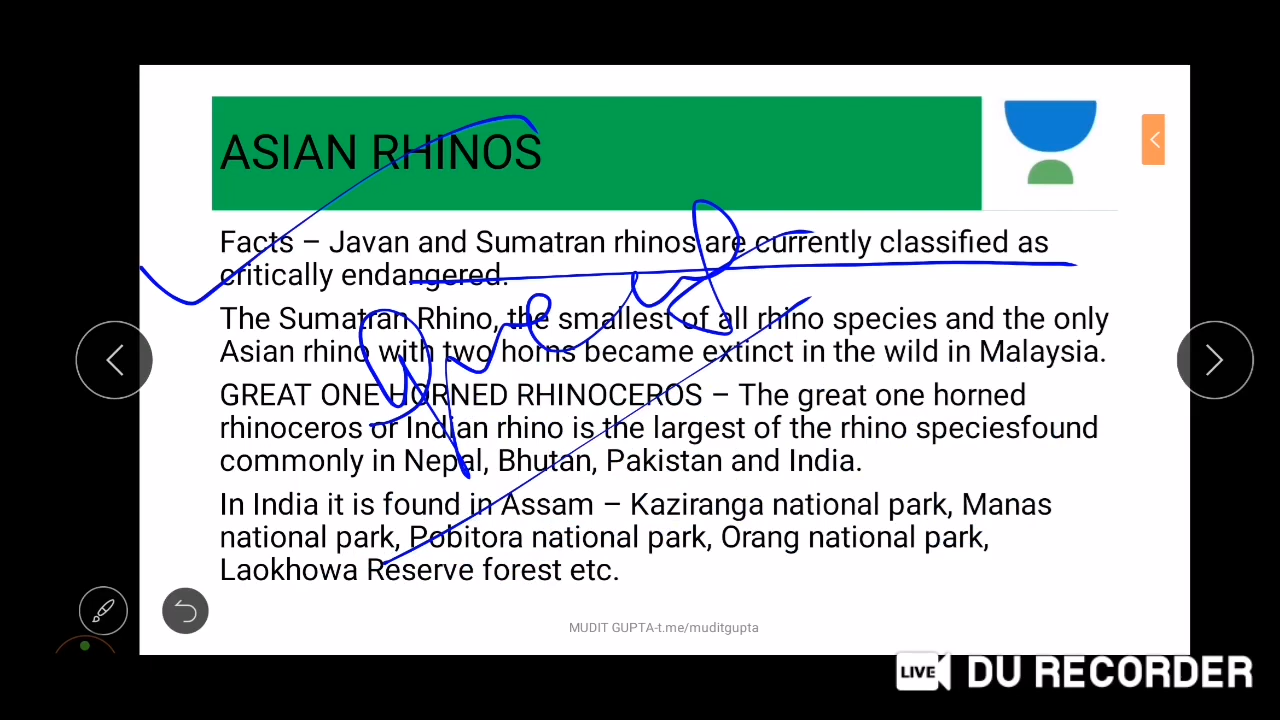 ASIAN RHINOS
Facts – Javan and Sumatran rhinos are currently classified as
critically endangered.
The Sumatran Rhino, the smallest of all rhino species and the only
Asian rhino with two horns became extinct in the wild in Malaysia.
GREAT ONE HORNED RHINOCEROS – The great one horned
rhinoceros or Indian rhino is the largest of the rhino speciesfound
commonly in Nepal, Bhutan, Pakistan and India.
In India it is found in Assam – Kaziranga national park, Manas
national park, Pobitora national park, Orang national park,
Laokhowa Reserve forest etc.
MUDIT GUPTA-t.me/muditgupta
LIVE DU RECORDER